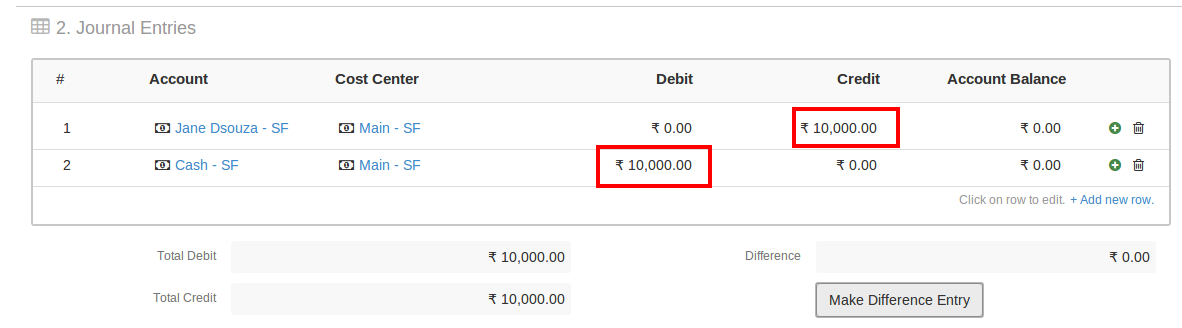 2. Journal Entries
# Account Cost Center Debit Credit Account Balance
1 Jane Dsouza - SF Main - SF ₹ 0.00 ₹ 10,000.00 ₹ 0.00
2 Cash - SF Main - SF ₹ 10,000.00 ₹ 0.00 ₹ 0.00
Click on row to edit. + Add new row.
Total Debit ₹ 10,000.00 Difference ₹ 0.00
Total Credit ₹ 10,000.00 Make Difference Entry